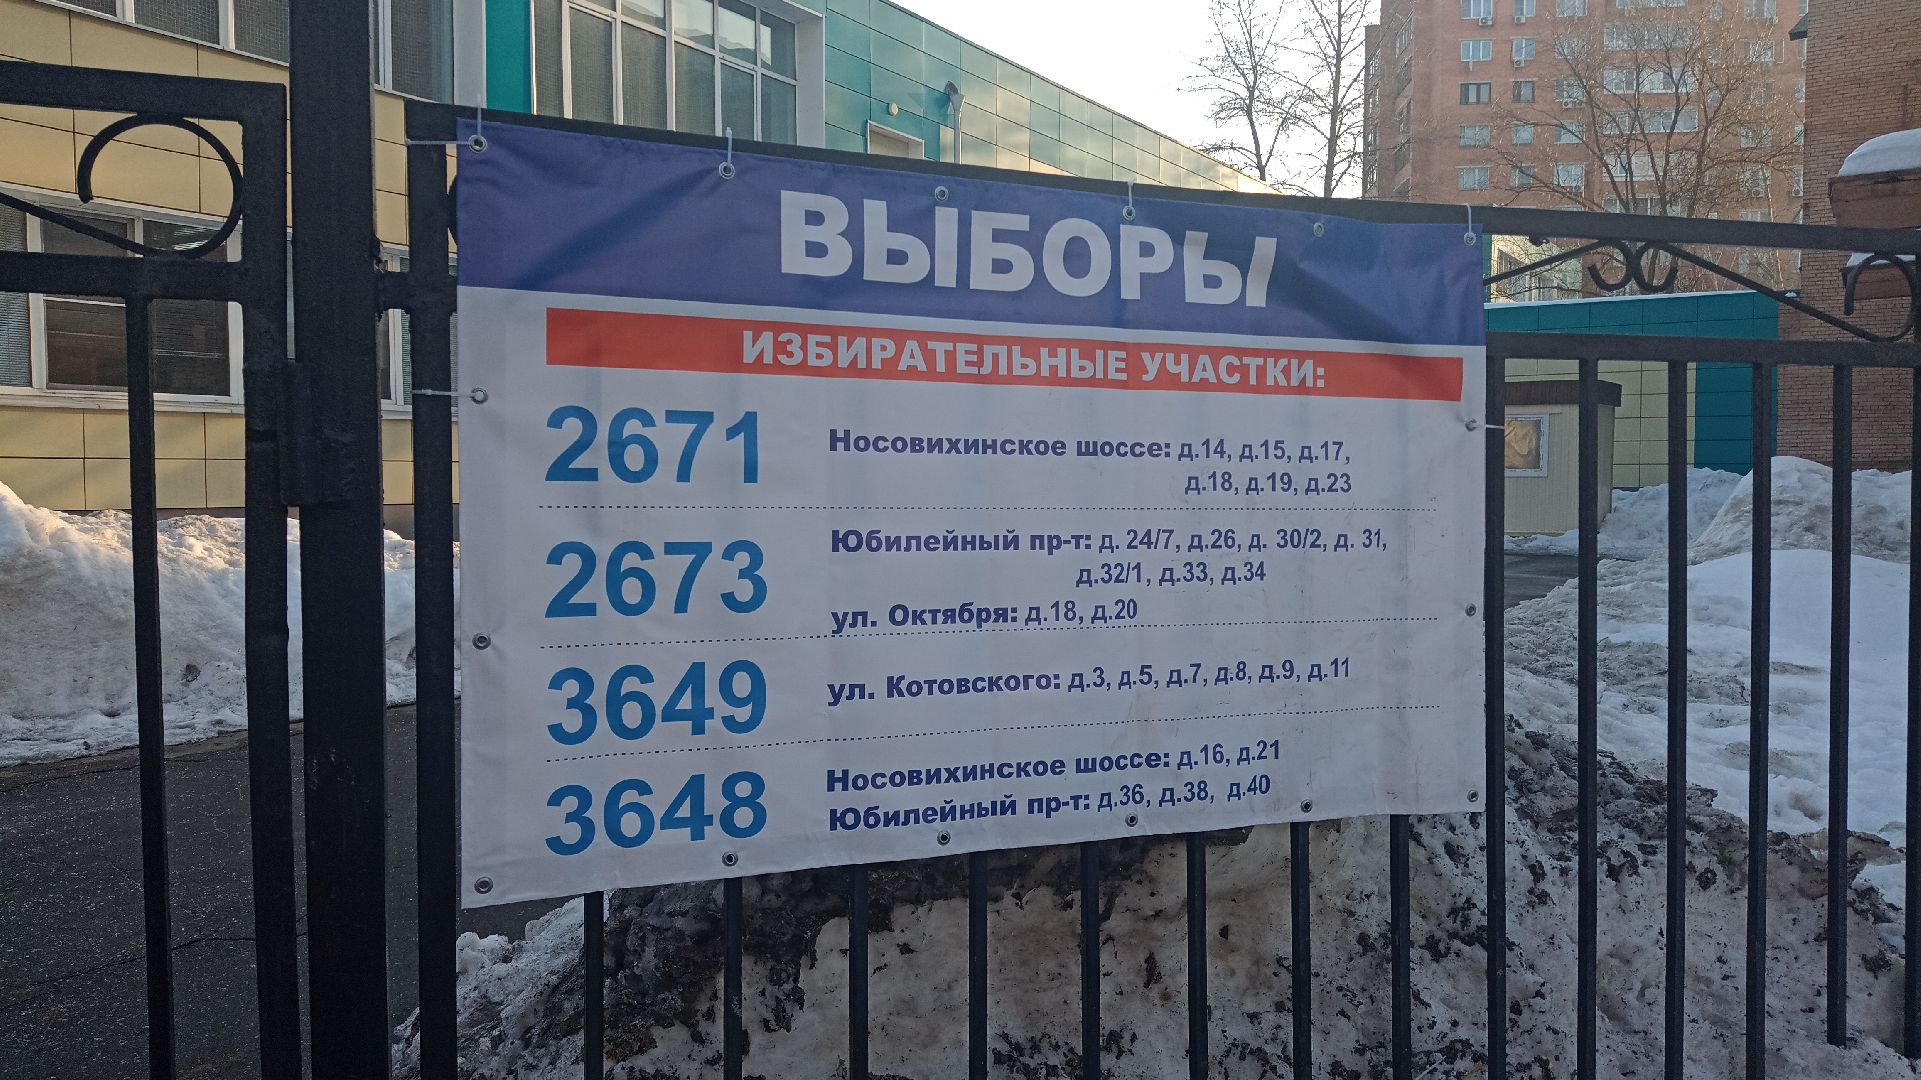 ВЫБОРЫ
ИЗБИРАТЕЛЬНЫЕ УЧАСТКИ:
2671 Носовихинское шоссе: д.14, д.15, д.17,
д.18, д.19, д.23
2673 Юбилейный пр-т: д. 24/7, д.26, д. 30/2, д. 31,
д.32/1, д.33, д.34
ул. Октября: д.18, д.20
3649 ул. Котовского: д.3, д.5, д.7, д.8, д.9, д.11
3648 Носовихинское шоссе: д.16, д.21
Юбилейный пр-т: д.36, д.38, д.40